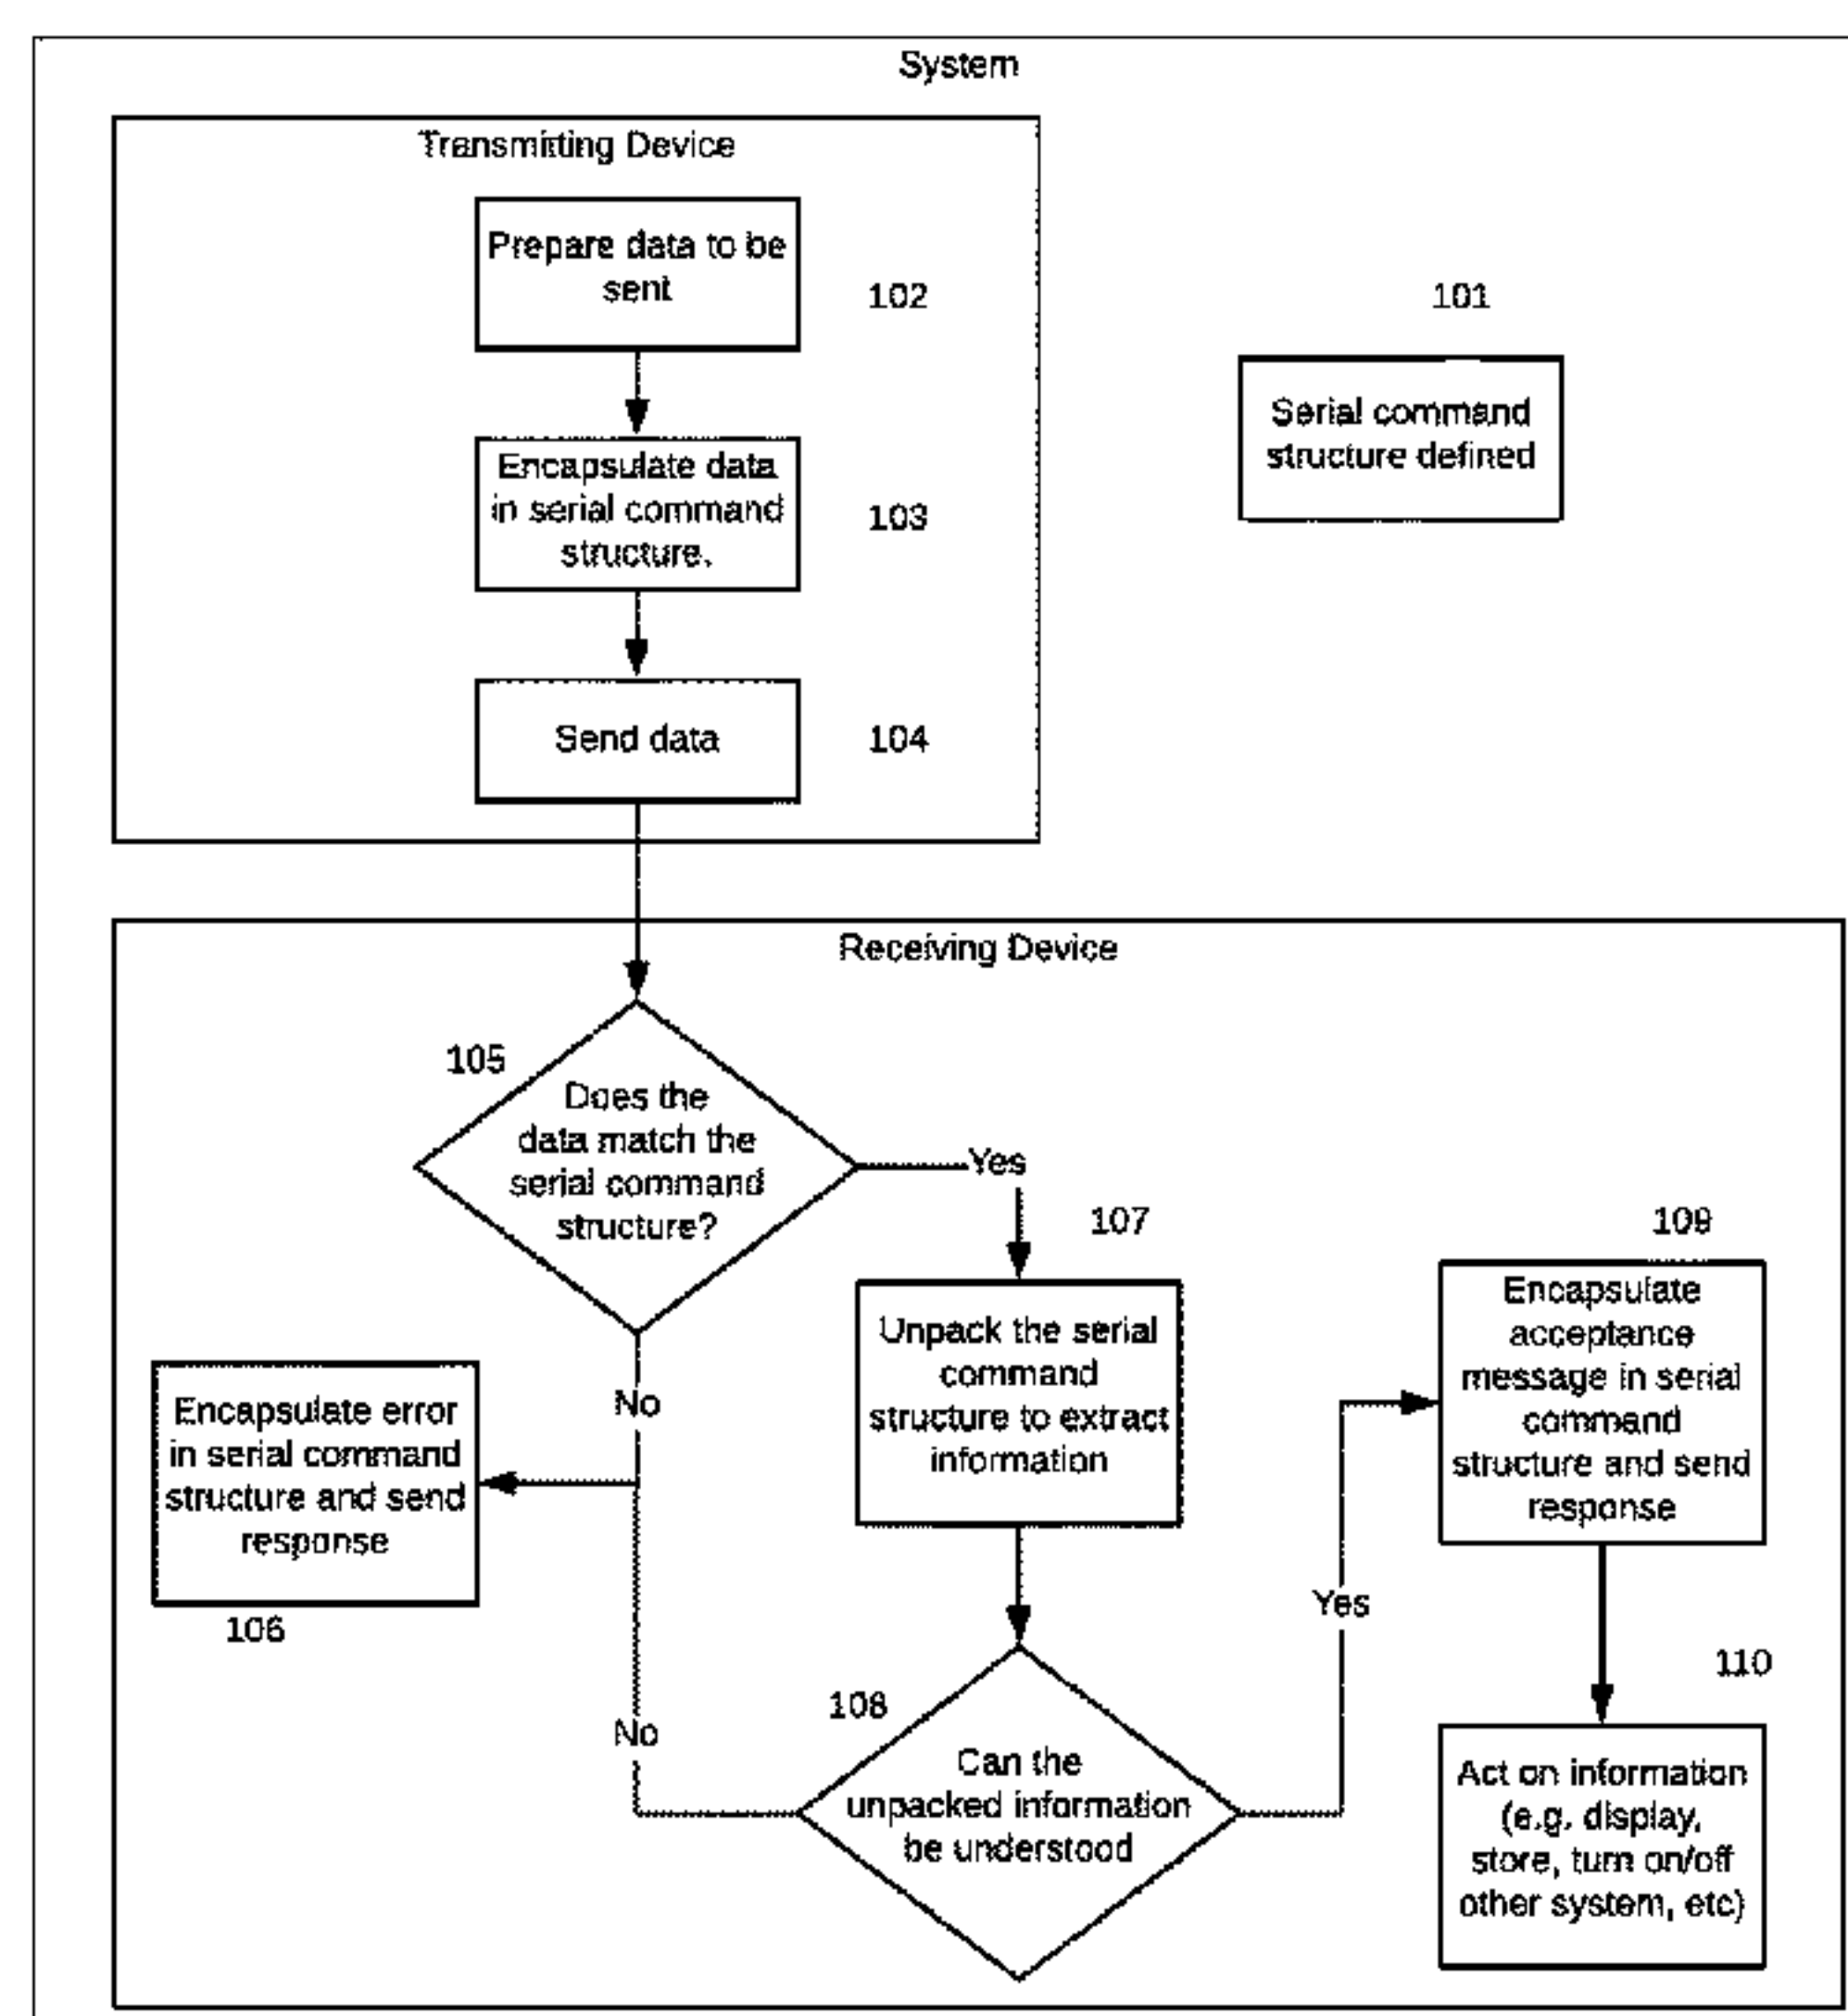 System
Transmitting Device
Prepare data to be
sent
102
101
Serial command
structure defined
Encapsulate data
in serial command
structure.
103
Send data
104
Receiving Device
105
Does the
data match the
serial command
structure?
Yes
107
109
Unpack the serial
command
structure to extract
information
Encapsulate
acceptance
message in serial
command
structure and send
response
No
Encapsulate error
in serial command
structure and send
response
106
Yes
110
108
No
Can the
unpacked information
be understood
Act on information
(e.g. display,
store, turn on/off
other system, etc)